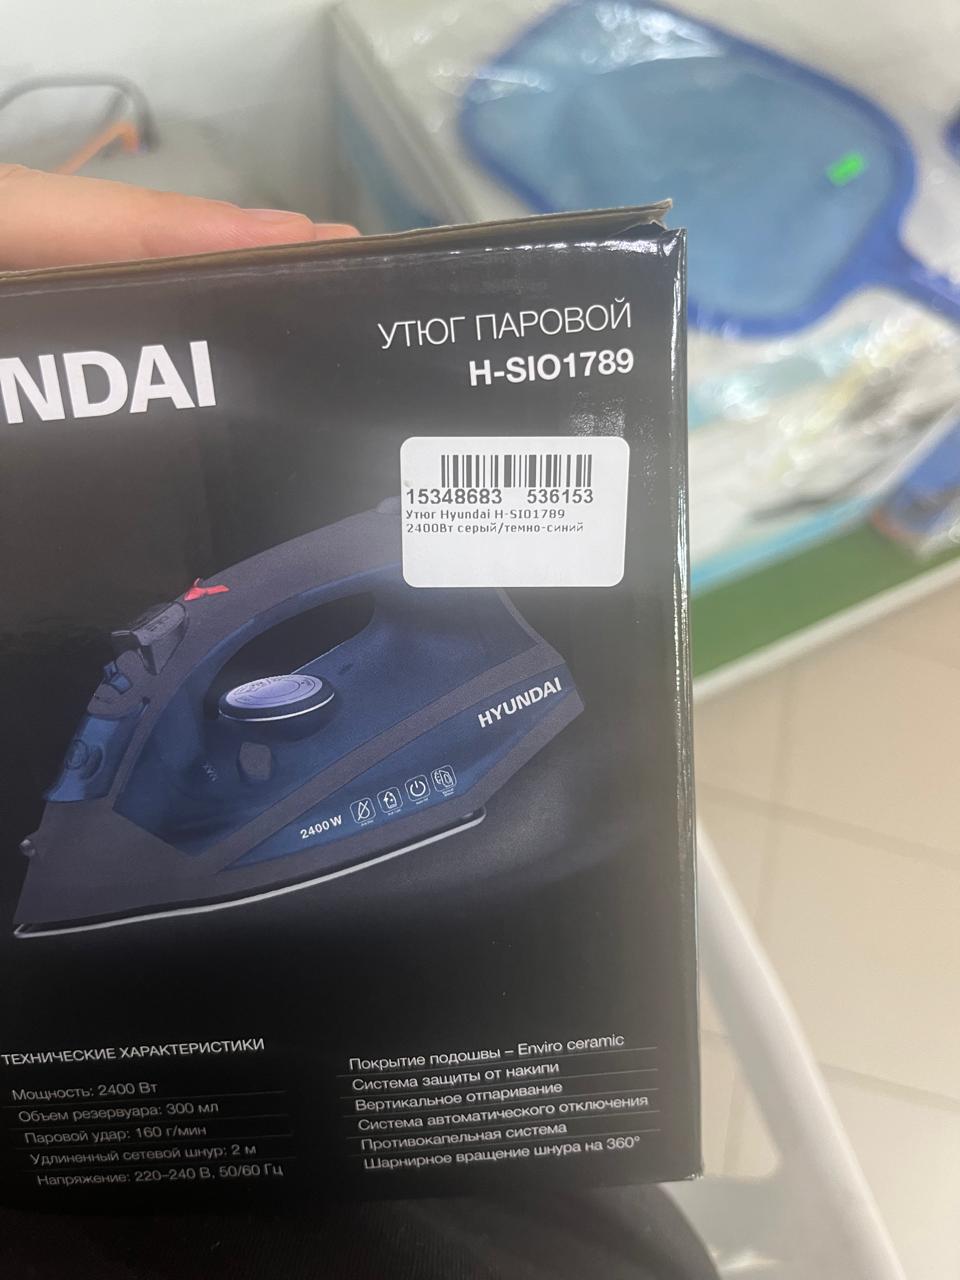 NDAI
УТЮГ ПАРОВОЙ
H-SIO1789
15348683 536153
Утюг Hyundai H-SIO1789
2400Вт серый/темно-синий
HYUNDAI
MAX
2400W
ТЕХНИЧЕСКИЕ ХАРАКТЕРИСТИКИ
Мощность: 2400 Вт
Объем резервуара: 300 мл
Паровой удар: 160 г/мин
Удлиненный сетевой шнур: 2 м
Напряжение: 220–240 В, 50/60 Гц
Покрытие подошвы – Enviro ceramic
Система защиты от накипи
Вертикальное отпаривание
Система автоматического отключения
Противокапельная система
Шарнирное вращение шнура на 360°